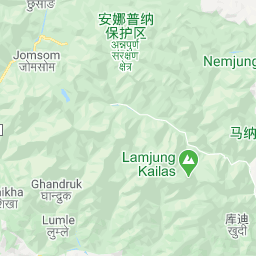 छुसाङ
安娜普纳
保护区
अन्नपुर्ण
संरक्षण
क्षेत्र
Jomsom
जोमसोम
Nemjung
马纳
Lamjung
Kailas
Ghandruk
घान्द्रुक
ikha
शिखा
Lumle
लुम्ले
库迪
खुदी